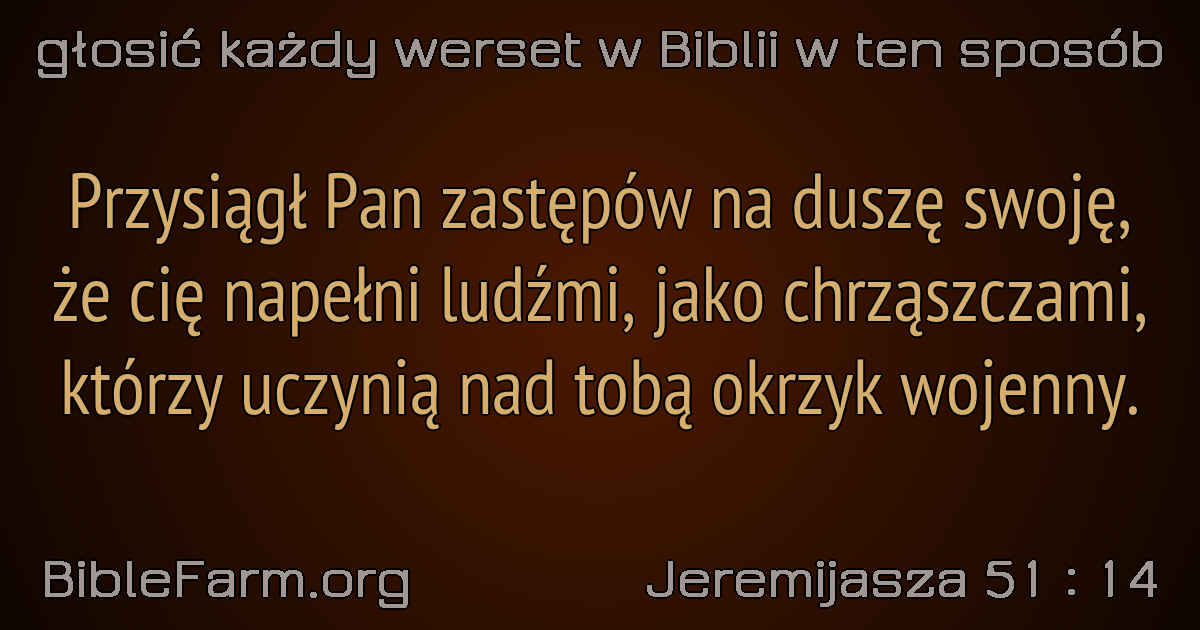 głosić każdy werset w Biblii w ten sposób
Przysiągł Pan zastępów na duszę swoję,
że cię napełni ludźmi, jako chrząszczami,
którzy uczynią nad tobą okrzyk wojenny.
BibleFarm.org
Jeremijasza 51 : 14